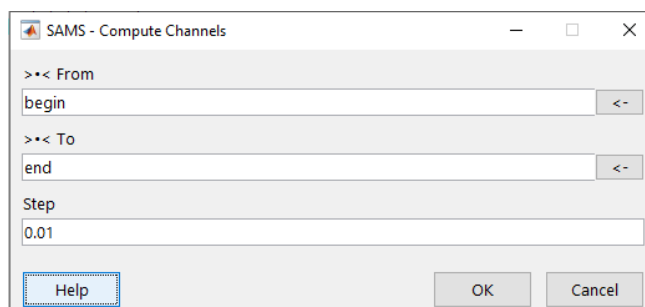 SAMS - Compute Channels
>•< From
begin
<-
>•< To
end
<-
Step
0.01
Help OK Cancel